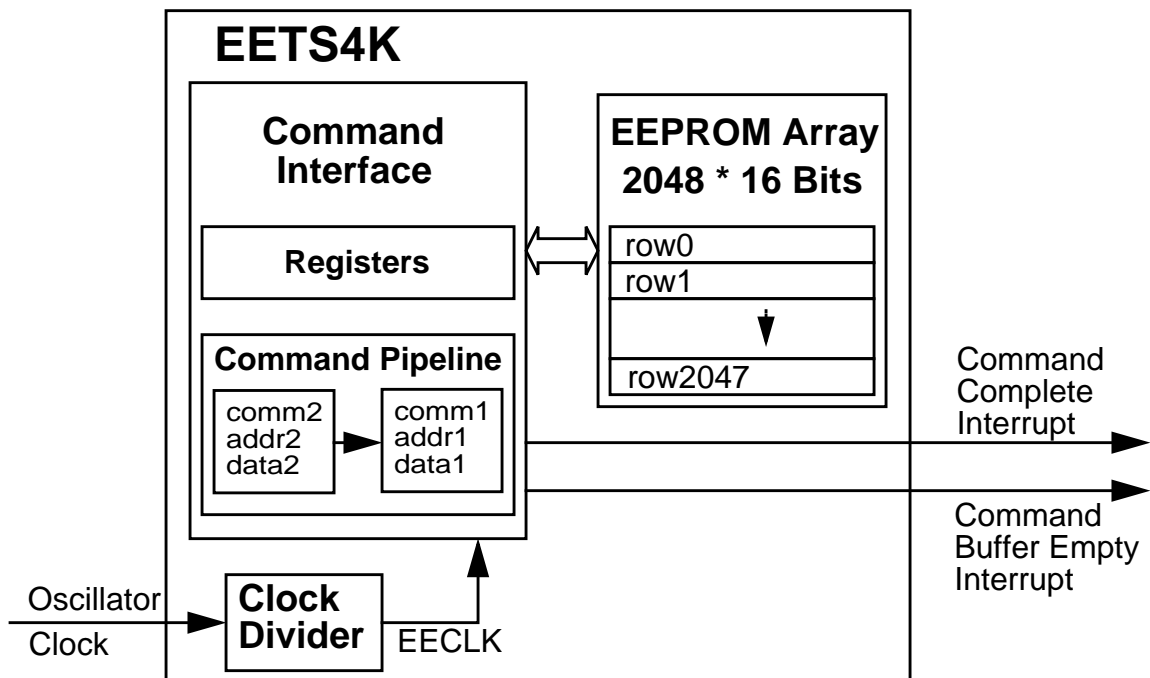 EETS4K
Command
Interface
Registers
Command Pipeline
comm2
addr2
data2
comm1
addr1
data1
EEPROM Array
2048 * 16 Bits
row0
row1
row2047
Command
Complete
Interrupt
Command
Buffer Empty
Interrupt
Oscillator
Clock
Clock
Divider
EECLK